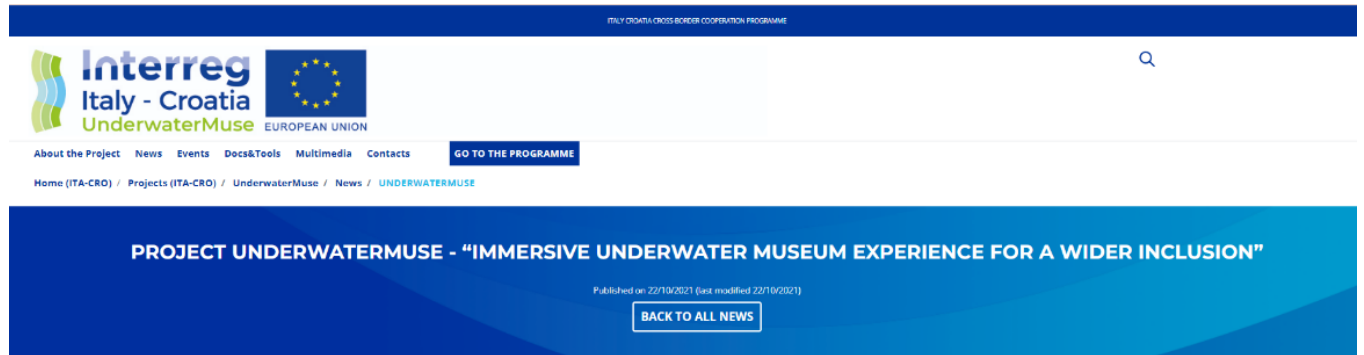 ITALY CROATIA CROSS-BORDER COOPERATION PROGRAMME
Interreg
Italy - Croatia
UnderwaterMuse
EUROPEAN UNION
About the Project News Events Docs&Tools Multimedia Contacts GO TO THE PROGRAMME
Home (ITA-CRO) / Projects (ITA-CRO) / UnderwaterMuse / News / UNDERWATERMUSE
PROJECT UNDERWATERMUSE - “IMMERSIVE UNDERWATER MUSEUM EXPERIENCE FOR A WIDER INCLUSION”
Published on 22/10/2021 (last modified 22/10/2021)
BACK TO ALL NEWS